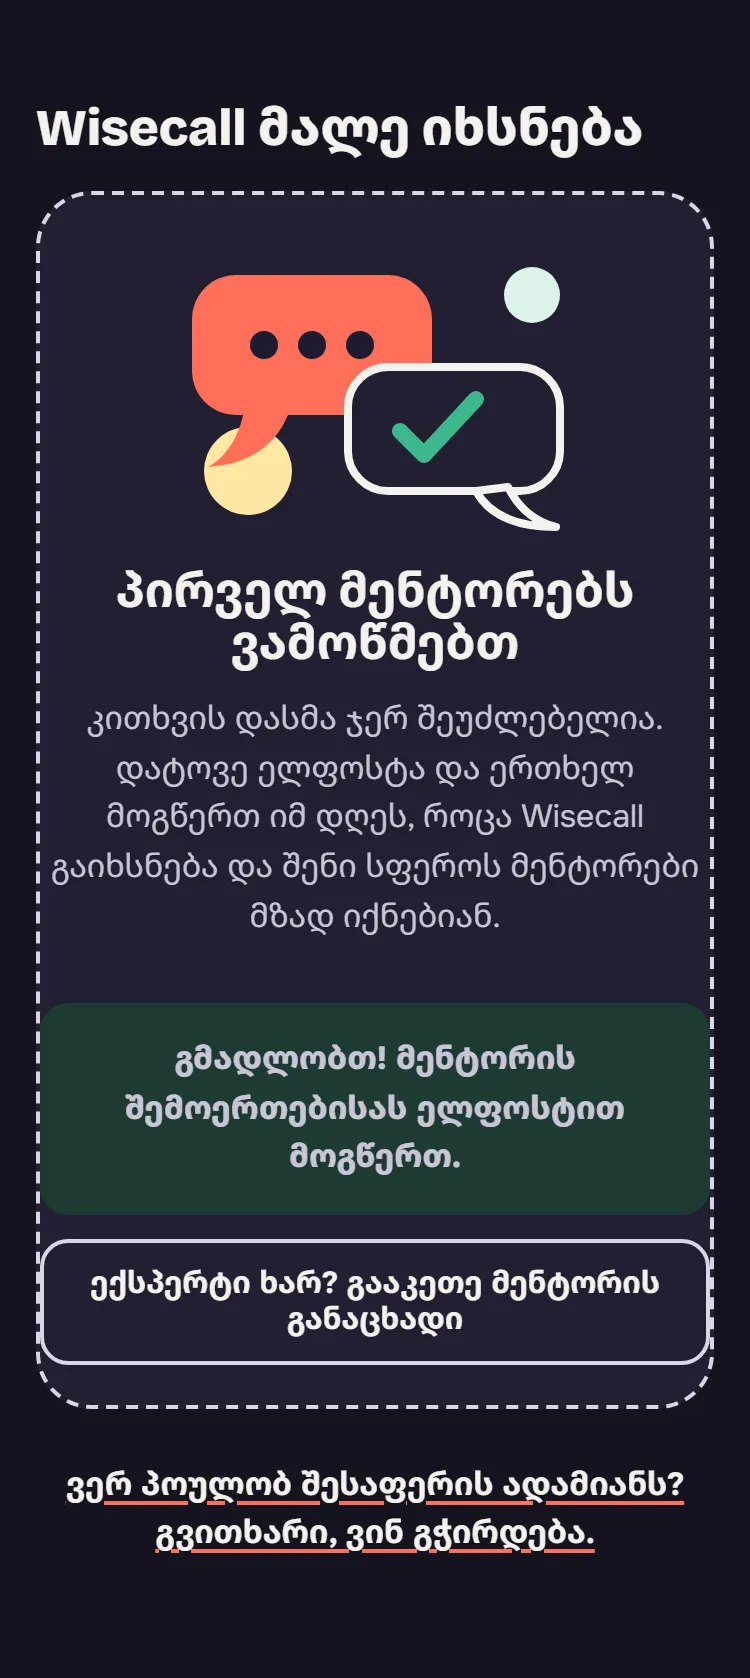 Wisecall მალე იხსნება
პირველ მენტორებს
ვამოწმებთ
კითხვის დასმა ჯერ შეუძლებელია.
დატოვე ელფოსტა და ერთხელ
მოგწერთ იმ დღეს, როცა Wisecall
გაიხსნება და შენი სფეროს მენტორები
მზად იქნებიან.
გმადლობთ! მენტორის
შემოერთებისას ელფოსტით
მოგწერთ.
ექსპერტი ხარ? გააკეთე მენტორის
განაცხადი
ვერ პოულობ შესაფერის ადამიანს?
გვითხარი, ვინ გჭირდება.